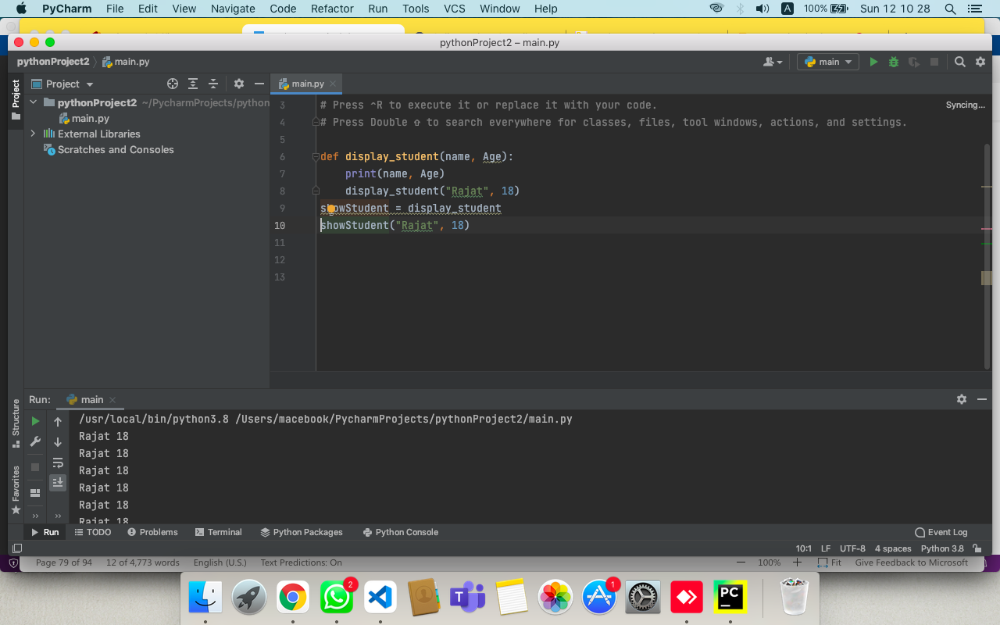 PyCharm File Edit View Navigate Code Refactor Run Tools VCS Window Help A 100% Sun 12 10 28
pythonProject2 – main.py
pythonProject2 main.py main
Project
Project
main.py
pythonProject2 ~/PycharmProjects/python
main.py
External Libraries
Scratches and Consoles
Syncing...
3 # Press ^R to execute it or replace it with your code.
4 # Press Double ⇧ to search everywhere for classes, files, tool windows, actions, and settings.
5
6 def display_student(name, Age):
7 print(name, Age)
8 display_student("Rajat", 18)
9 showStudent = display_student
10 showStudent("Rajat", 18)
11
12
13
Run: main
Structure
Favorites
/usr/local/bin/python3.8 /Users/macebook/PycharmProjects/pythonProject2/main.py
Rajat 18
Rajat 18
Rajat 18
Rajat 18
Rajat 18
Rajat 18
Run TODO Problems Terminal Python Packages Python Console Event Log
10:1 LF UTF-8 4 spaces Python 3.8
Page 79 of 94 12 of 4,773 words English (U.S.) Text Predictions: On 100% Fit Give Feedback to Microsoft
2
1
T
PC